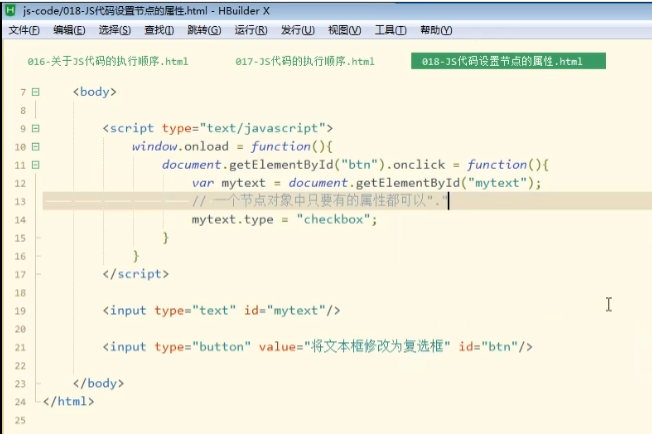 js-code/018-JS代码设置节点的属性.html - HBuilder X
文件(F) 编辑(E) 选择(S) 查找(I) 跳转(G) 运行(R) 发行(U) 视图(V) 工具(T) 帮助(Y)
016-关于JS代码的执行顺序.html 017-JS代码的执行顺序.html 018-JS代码设置节点的属性.html
7 <body>
8
9 <script type="text/javascript">
10 window.onload = function(){
11 document.getElementById("btn").onclick = function(){
12 var mytext = document.getElementById("mytext");
13 // 一个节点对象中只要有的属性都可以"."
14 mytext.type = "checkbox";
15 }
16 }
17 </script>
18
19 <input type="text" id="mytext"/>
20
21 <input type="button" value="将文本框修改为复选框" id="btn"/>
22
23 </body>
24 </html>
25